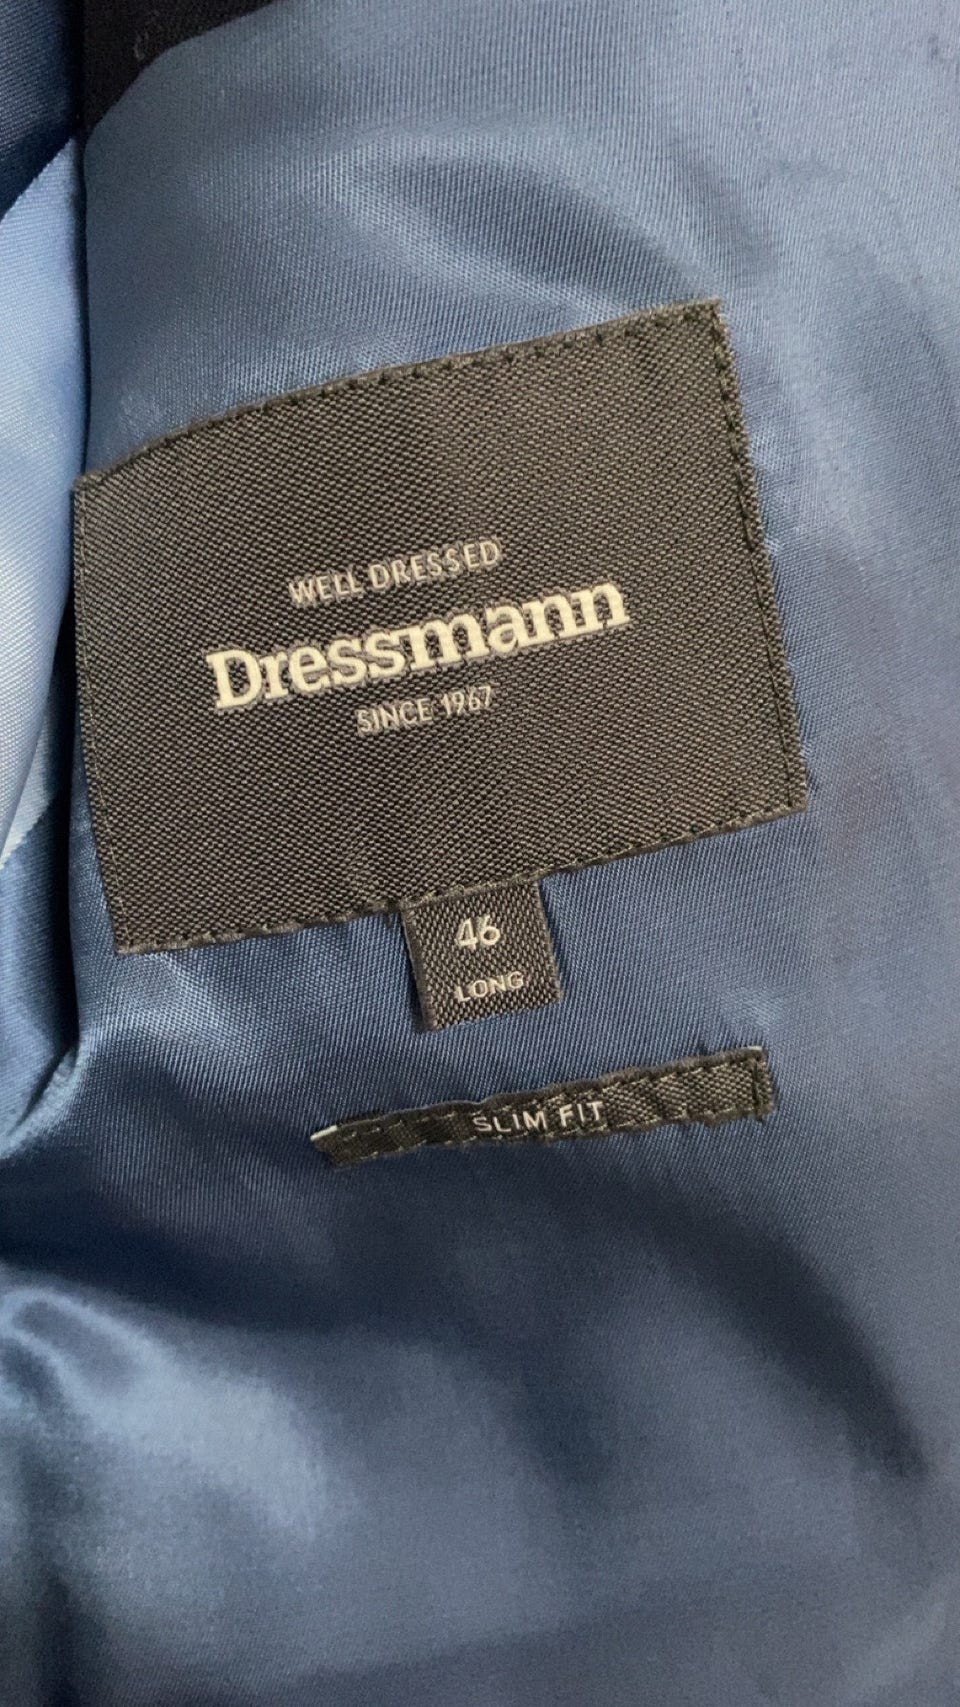 WELL DRESSED
Dressmann
SINCE 1967
46
LONG
SLIM FIT